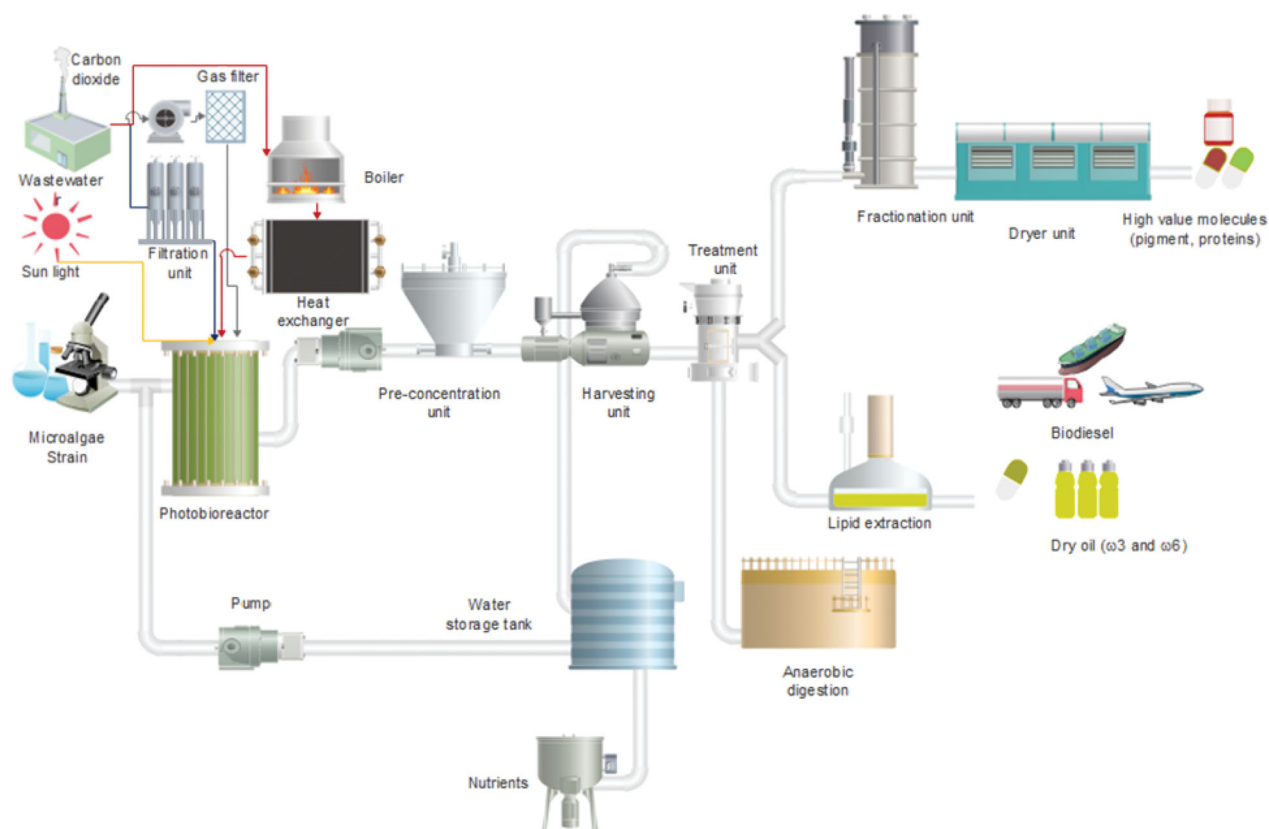 Carbon
dioxide
Gas filter
Wastewater
r
Sun light
Filtration
unit
Boiler
Heat
exchanger
Microalgae
Strain
Photobioreactor
Pre-concentration
unit
Harvesting
unit
Treatment
unit
Fractionation unit
Dryer unit
High value molecules
(pigment, proteins)
Biodiesel
Lipid extraction
Dry oil (ω3 and ω6)
Pump
Water
storage tank
Anaerobic
digestion
Nutrients